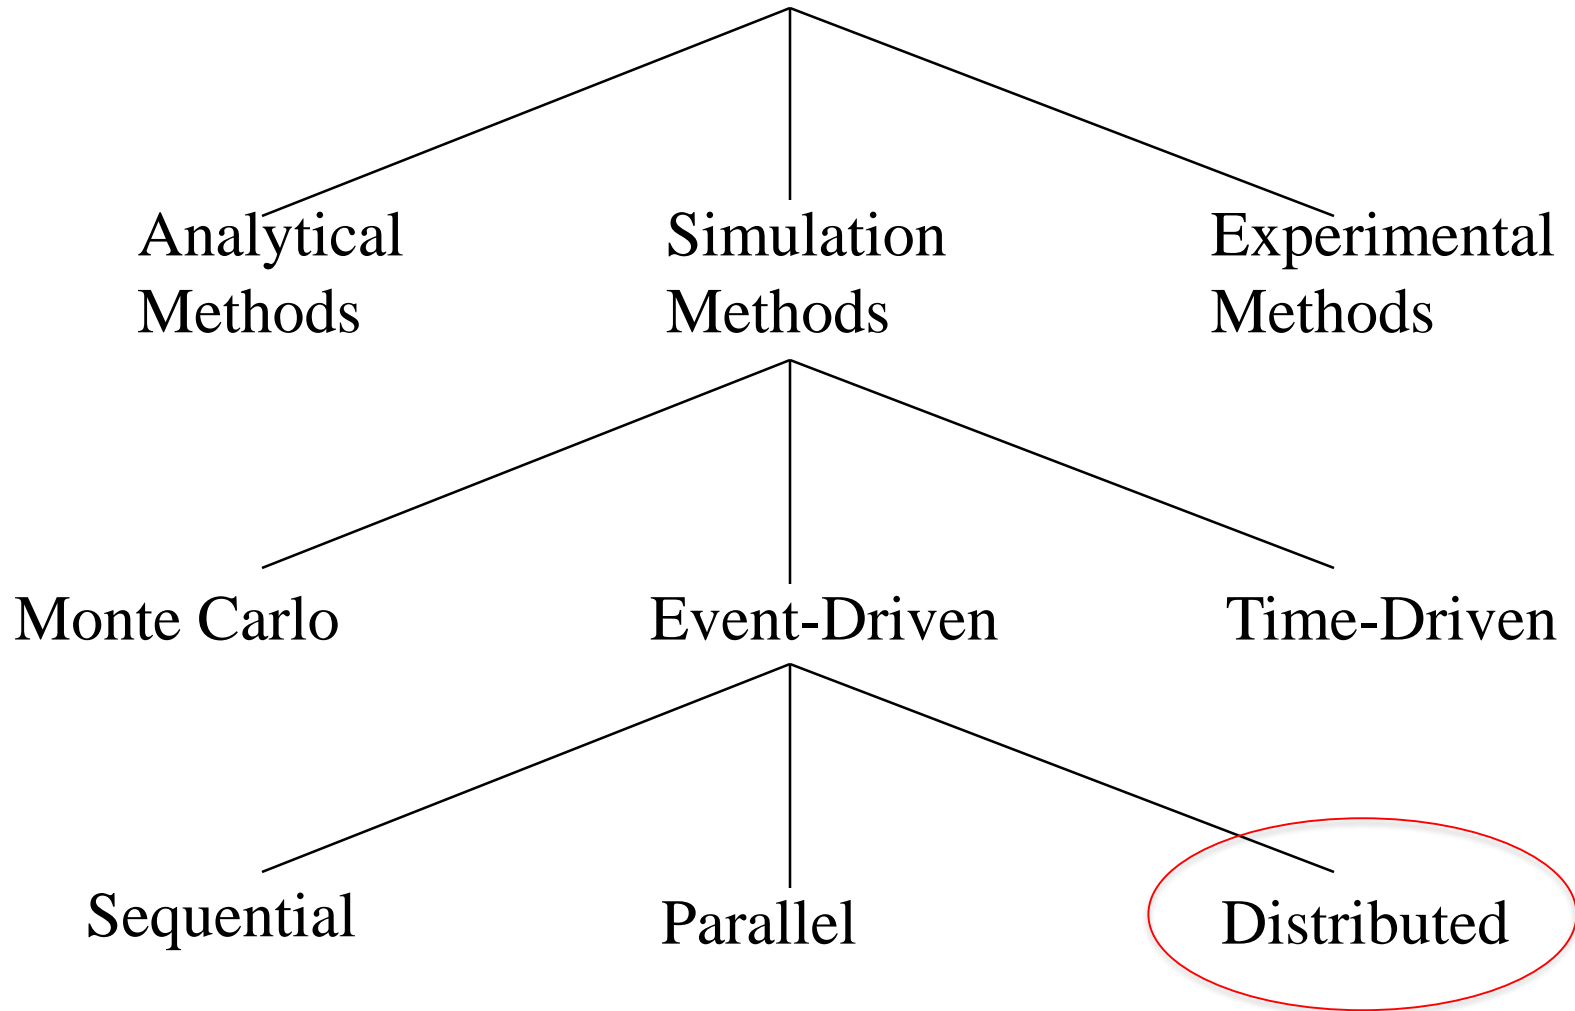 Analytical
Methods
Simulation
Methods
Experimental
Methods
Monte Carlo
Event-Driven
Time-Driven
Sequential
Parallel
Distributed